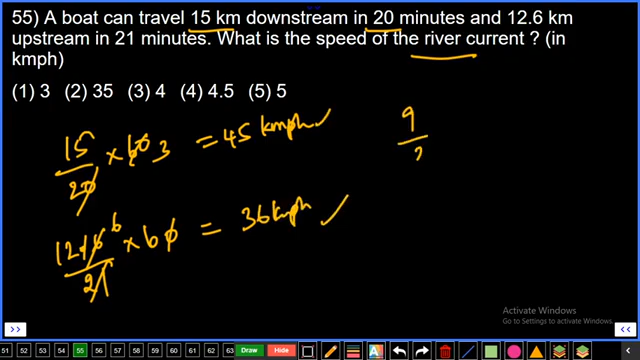 55) A boat can travel 15 km downstream in 20 minutes and 12.6 km
upstream in 21 minutes. What is the speed of the river current ? (in
kmph)
(1) 3 (2) 35 (3) 4 (4) 4.5 (5) 5
15/20 × 60 3 = 45 kmph ✓
9/2
12.6 6/21 × 60 = 36 kmph ✓
Activate Windows
Go to Settings to activate Windows.
>> 51 52 53 54 55 56 57 58 59 60 61 62 63 Draw Hide A >>